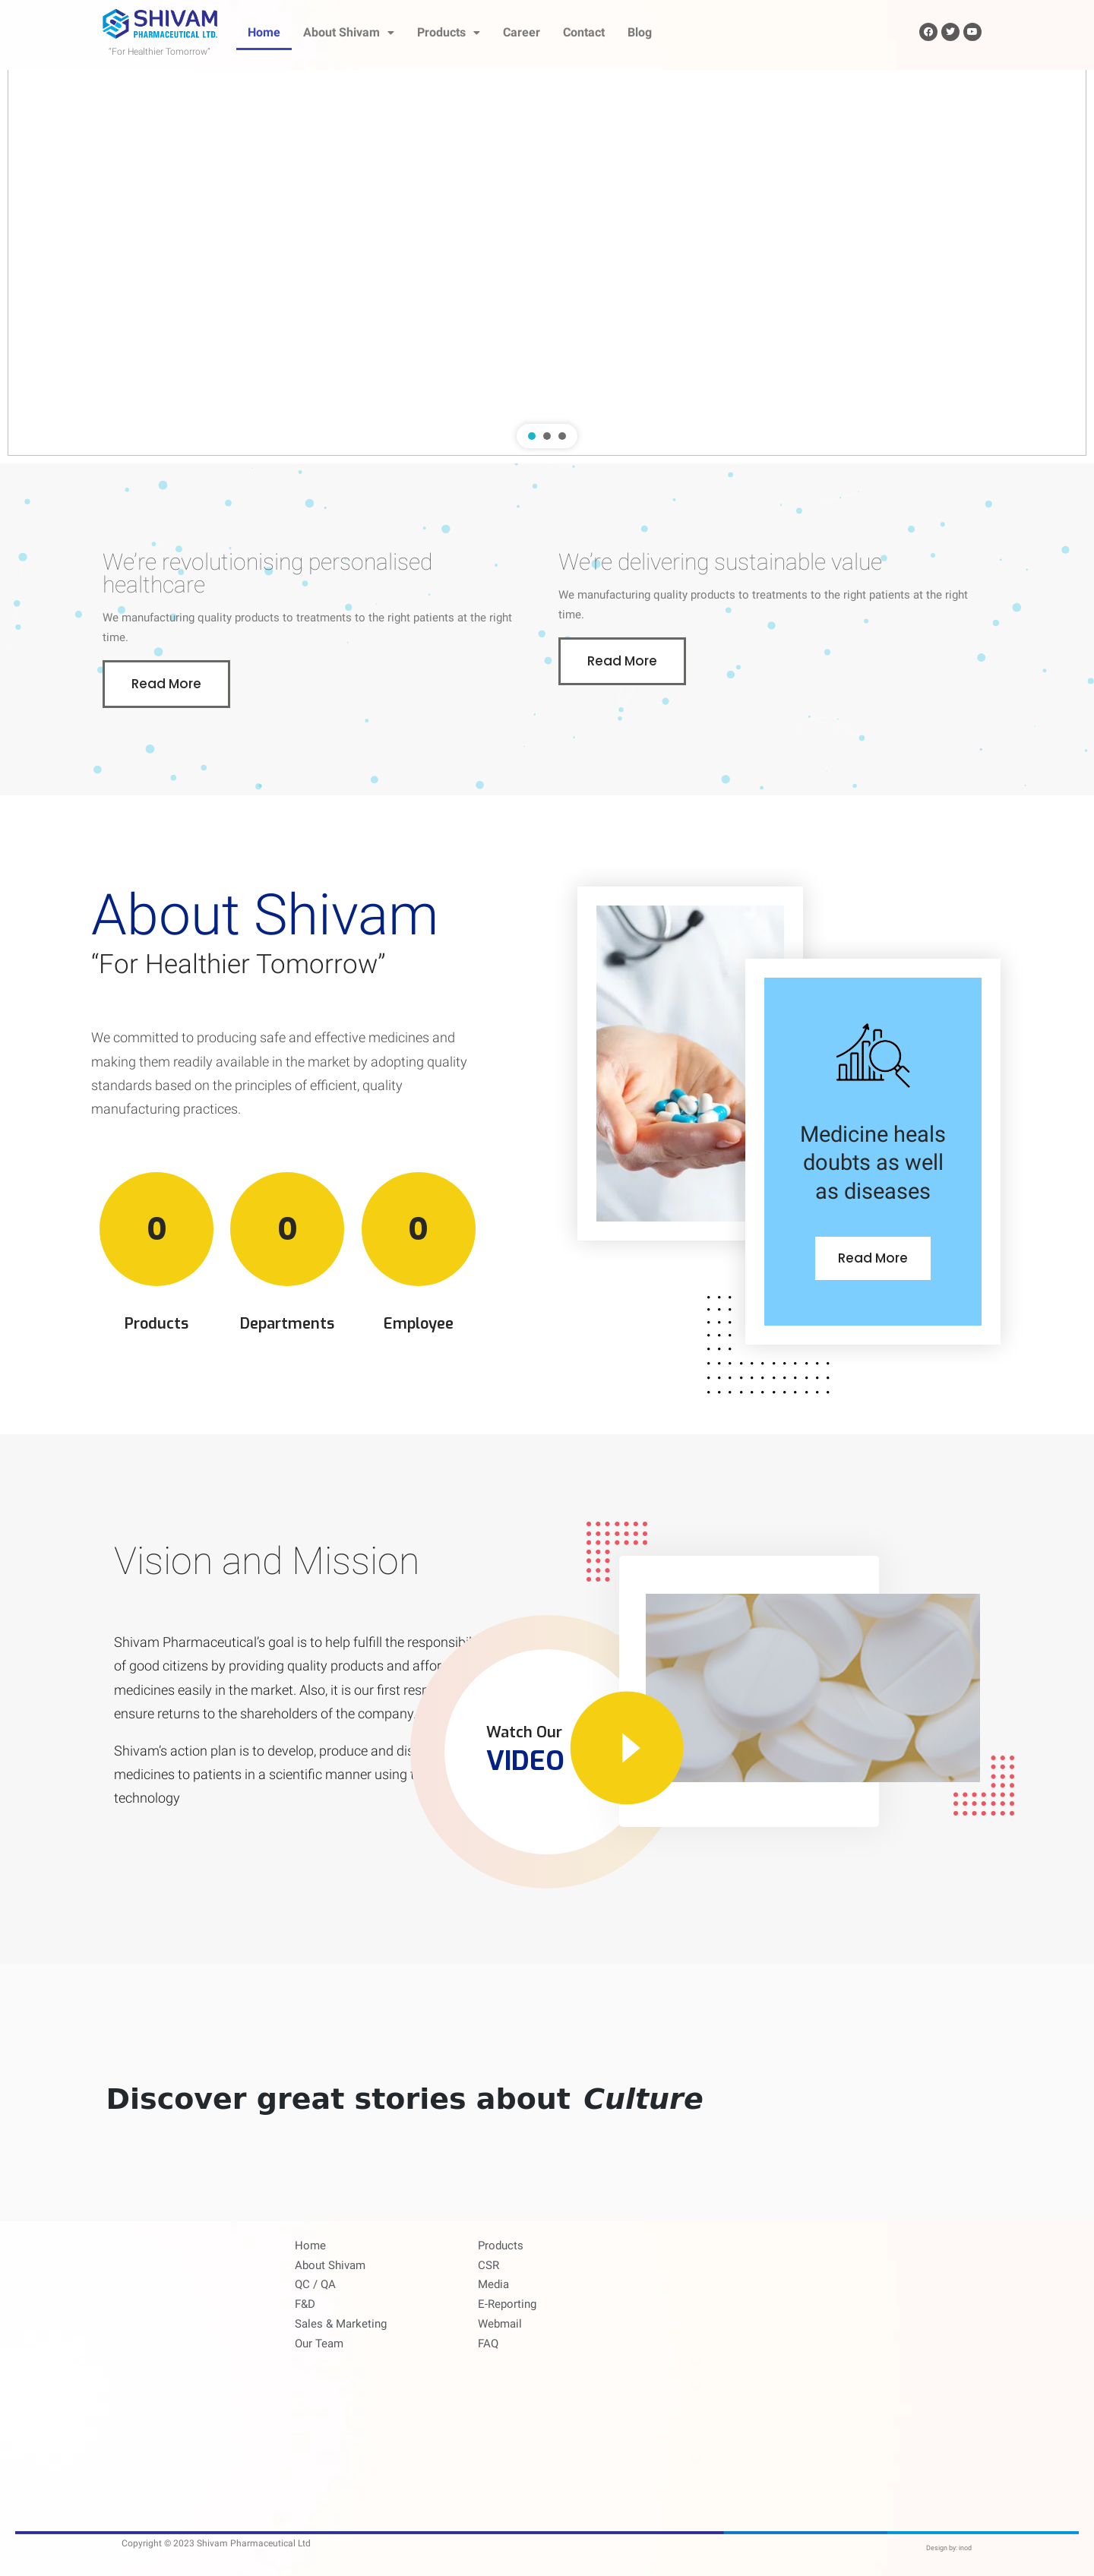 SHIVAM
PHARMACEUTICAL LTD.
"For Healthier Tomorrow"
Home
About Shivam
Products
Career
Contact
Blog
We’re revolutionising personalised
healthcare
We manufacturing quality products to treatments to the right patients at the right
time.
Read More
We’re delivering sustainable value
We manufacturing quality products to treatments to the right patients at the right
time.
Read More
About Shivam
“For Healthier Tomorrow”
We committed to producing safe and effective medicines and
making them readily available in the market by adopting quality
standards based on the principles of efficient, quality
manufacturing practices.
0
Products
0
Departments
0
Employee
Medicine heals
doubts as well
as diseases
Read More
Vision and Mission
Shivam Pharmaceutical’s goal is to help fulfill the
of good citizens by providing quality products and
medicines easily in the market. Also, it is our first
ensure returns to the shareholders of the company.
Shivam’s action plan is to develop, produce and
medicines to patients in a scientific manner using
technology
Watch Our
VIDEO
Discover great stories about Culture
Home
About Shivam
QC / QA
F&D
Sales & Marketing
Our Team
Products
CSR
Media
E-Reporting
Webmail
FAQ
Copyright © 2023 Shivam Pharmaceutical Ltd
Design by: inod